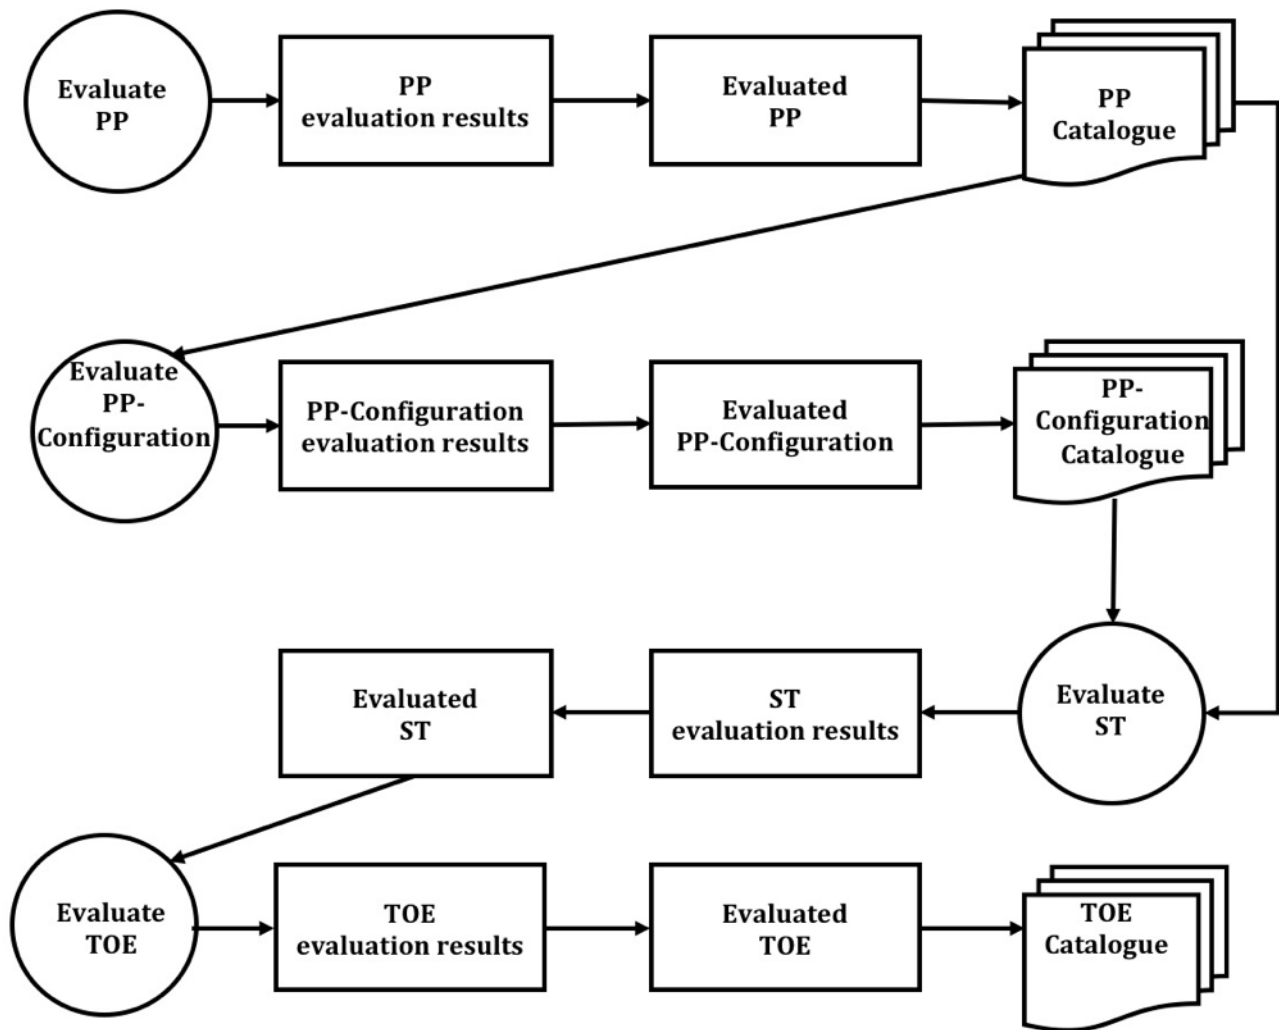 Evaluate
PP
PP
evaluation results
Evaluated
PP
PP
Catalogue
Evaluate
PP-
Configuration
PP-Configuration
evaluation results
Evaluated
PP-Configuration
PP-
Configuration
Catalogue
Evaluated
ST
ST
evaluation results
Evaluate
ST
Evaluate
TOE
TOE
evaluation results
Evaluated
TOE
TOE
Catalogue